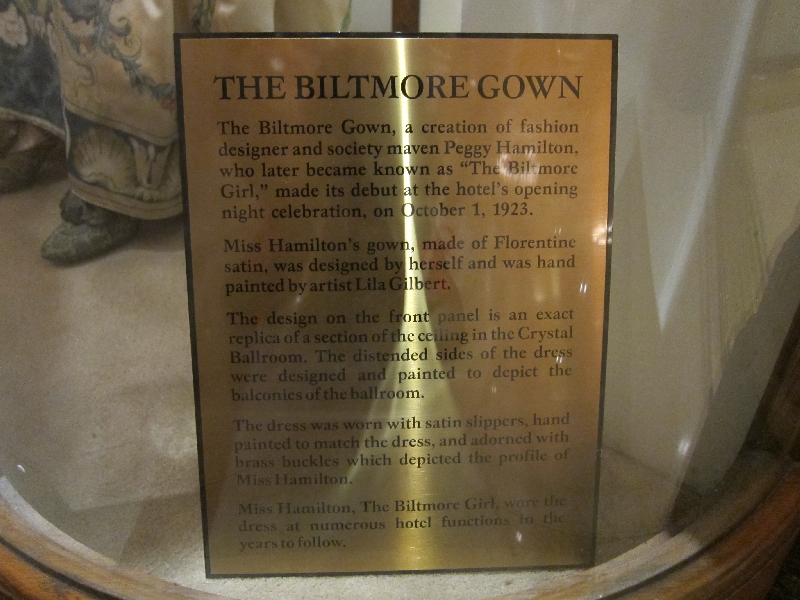 THE BILTMORE GOWN
The Biltmore Gown, a creation of fashion
designer and society maven Peggy Hamilton,
who later became known as “The Biltmore
Girl,” made its debut at the hotel’s opening
night celebration, on October 1, 1923.
Miss Hamilton’s gown, made of Florentine
satin, was designed by herself and was hand
painted by artist Lila Gilbert.
The design on the front panel is an exact
replica of a section of the ceiling in the Crystal
Ballroom. The distended sides of the dress
were designed and painted to depict the
balconies of the ballroom.
The dress was worn with satin slippers, hand
painted to match the dress, and adorned with
brass buckles which depicted the profile of
Miss Hamilton.
Miss Hamilton, The Biltmore Girl, wore the
dress at numerous hotel functions in the
years to follow.